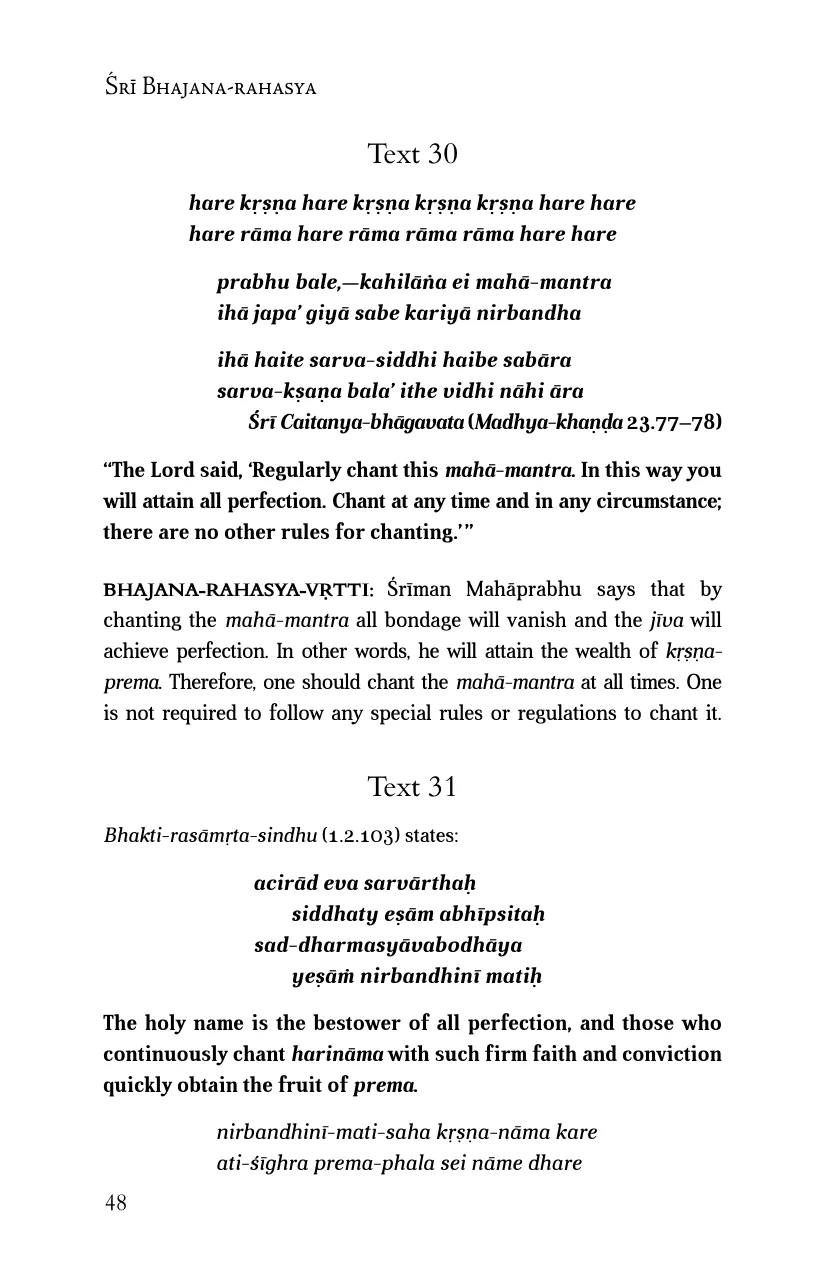 Śrī Bhajana-rahasya
Text 30
hare kṛṣṇa hare kṛṣṇa kṛṣṇa kṛṣṇa hare hare
hare rāma hare rāma rāma rāma hare hare
prabhu bale,—kahilāṅa ei mahā-mantra
ihā japa’ giyā sabe kariyā nirbandha
ihā haite sarva-siddhi haibe sabāra
sarva-kṣaṇa bala’ ithe vidhi nāhi āra
Śrī Caitanya-bhāgavata (Madhya-khaṇḍa 23.77–78)
“The Lord said, ‘Regularly chant this mahā-mantra. In this way you
will attain all perfection. Chant at any time and in any circumstance;
there are no other rules for chanting.’ ”
BHAJANA-RAHASYA-VṚTTI: Śrīman Mahāprabhu says that by
chanting the mahā-mantra all bondage will vanish and the jīva will
achieve perfection. In other words, he will attain the wealth of kṛṣṇa-
prema. Therefore, one should chant the mahā-mantra at all times. One
is not required to follow any special rules or regulations to chant it.
Text 31
Bhakti-rasāmṛta-sindhu (1.2.103) states:
acirād eva sarvārthaḥ
siddhaty eṣām abhīpsitaḥ
sad-dharmasyāvabodhāya
yeṣāṁ nirbandhinī matiḥ
The holy name is the bestower of all perfection, and those who
continuously chant harināma with such firm faith and conviction
quickly obtain the fruit of prema.
nirbandhinī-mati-saha kṛṣṇa-nāma kare
ati-śīghra prema-phala sei nāme dhare
48